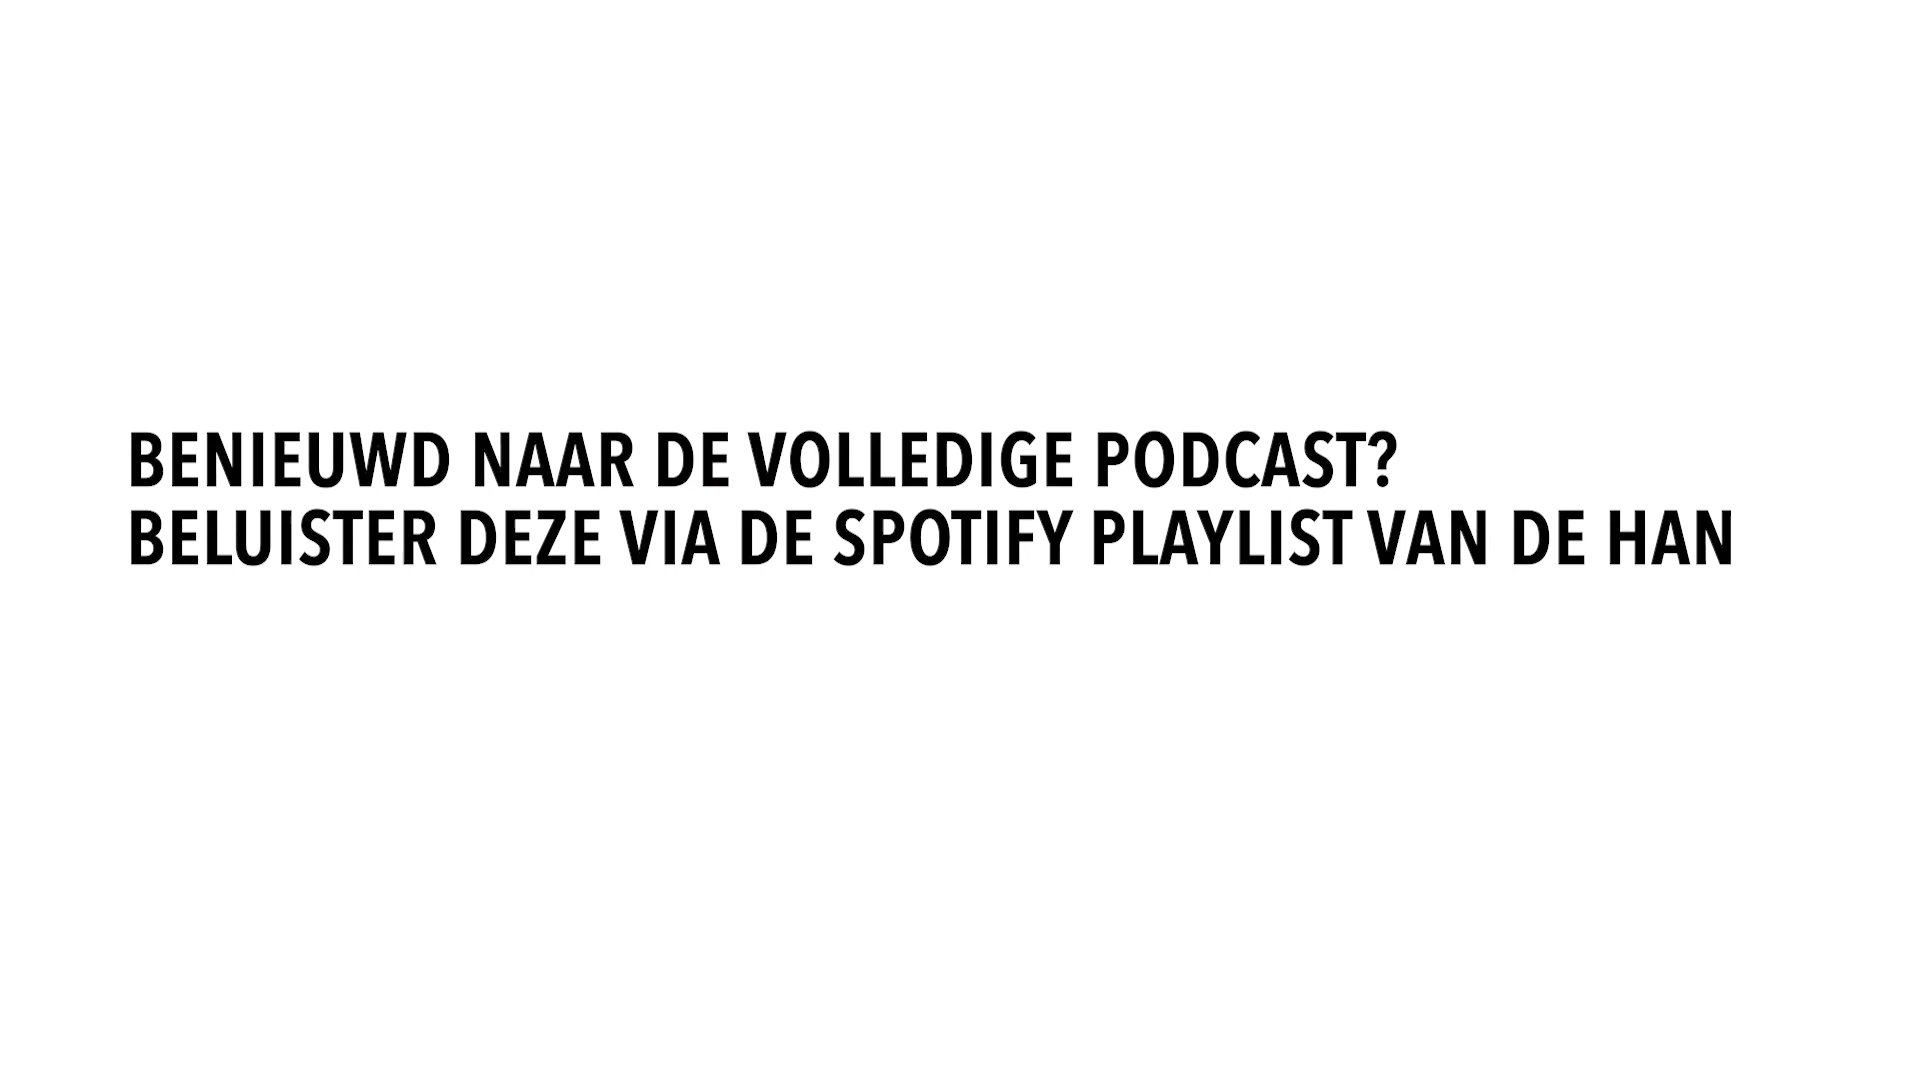 BENIEUWD NAAR DE VOLLEDIGE PODCAST?
BELUISTER DEZE VIA DE SPOTIFY PLAYLIST VAN DE HAN